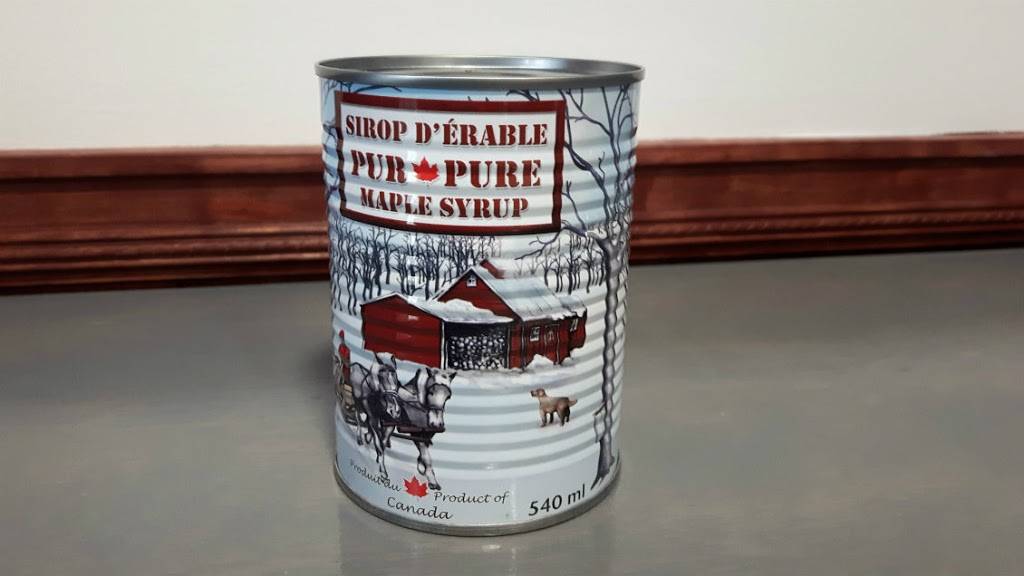 SIROP D'ÉRABLE
PUR PURE
MAPLE SYRUP
Produit du Product of
Canada
540 ml